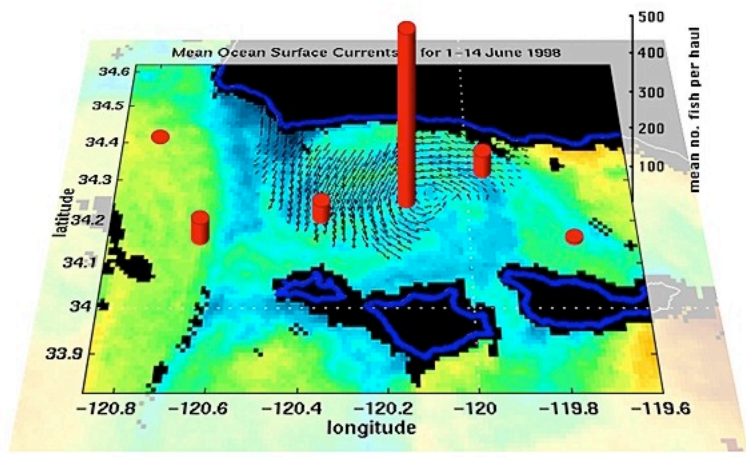 Mean Ocean Surface Currents for 1-14 June 1998
500
400
300
200
100
mean no. fish per haul
34.6
34.5
34.4
34.3
34.2
34.1
34
33.9
latitude
-120.8 -120.6 -120.4 -120.2 -120 -119.8 -119.6
longitude